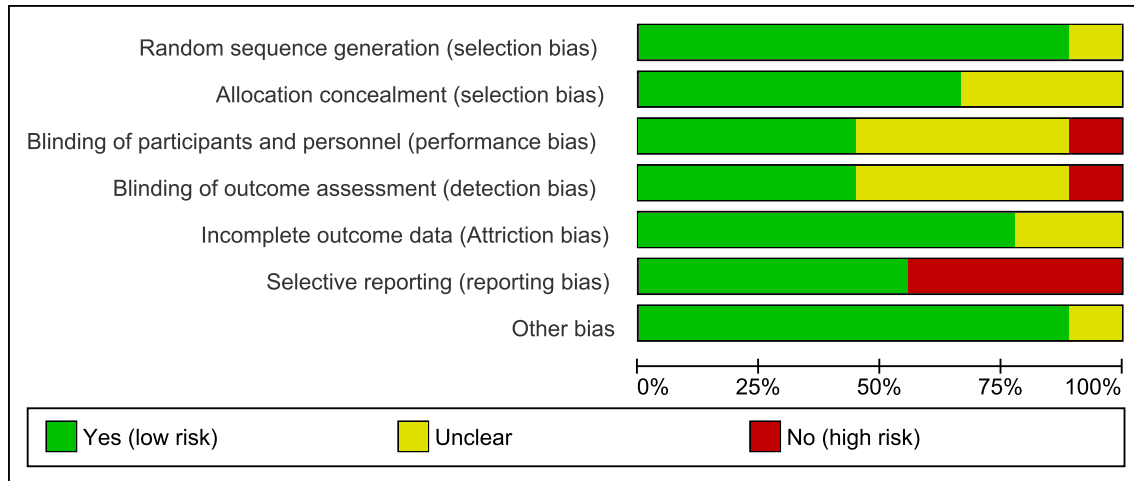 Random sequence generation (selection bias)
Allocation concealment (selection bias)
Blinding of participants and personnel (performance bias)
Blinding of outcome assessment (detection bias)
Incomplete outcome data (Attriction bias)
Selective reporting (reporting bias)
Other bias
0% 25% 50% 75% 100%
Yes (low risk) Unclear No (high risk)